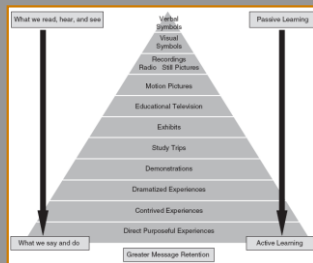 What we read, hear, and see
Passive Learning
Verbal
Symbols
Visual
Symbols
Recordings
Radio Still Pictures
Motion Pictures
Educational Television
Exhibits
Study Trips
Demonstrations
Dramatized Experiences
Contrived Experiences
Direct Purposeful Experiences
What we say and do
Active Learning
Greater Message Retention